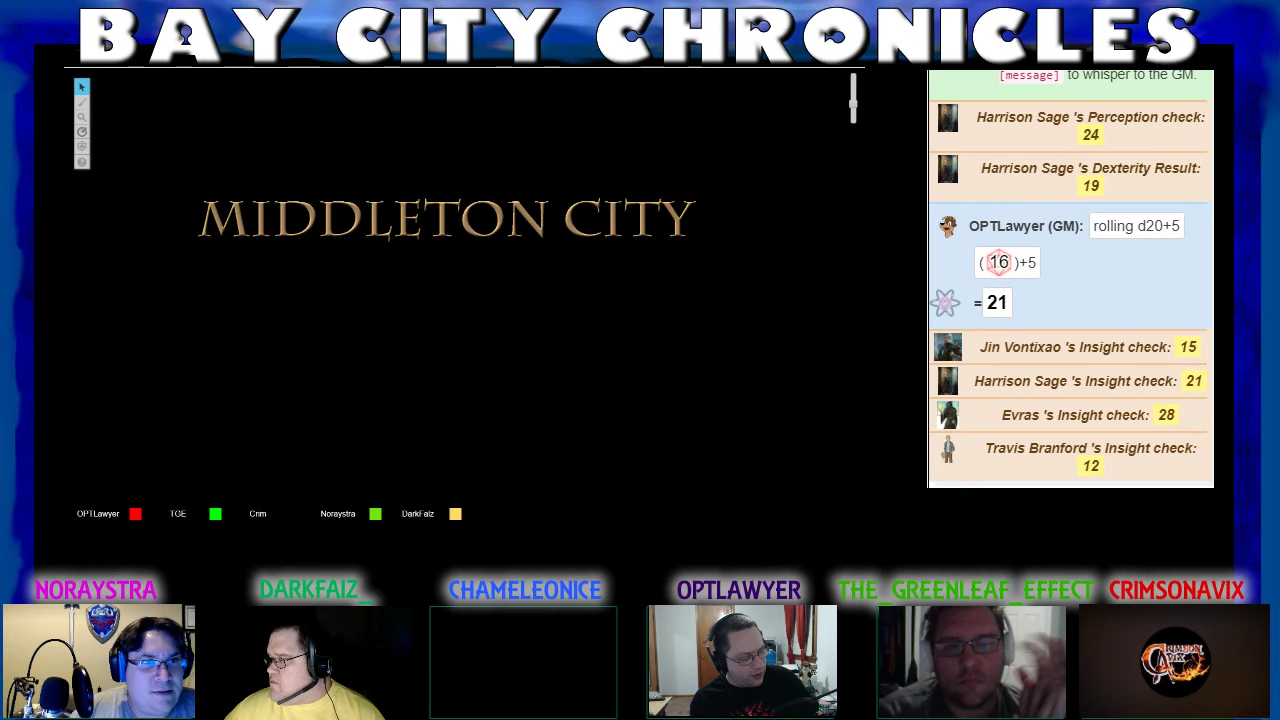 BAY CITY CHRONICLES
[message] to whisper to the GM.
Harrison Sage 's Perception check:
24
Harrison Sage 's Dexterity Result:
19
OPTLawyer (GM): rolling d20+5
( 16 )+5
=21
Jin Vontixao 's Insight check: 15
Harrison Sage 's Insight check: 21
Evras 's Insight check: 28
Travis Branford 's Insight check:
12
MIDDLETON CITY
OPTLawyer TGE Crim Noraystra DarkFaiz
NORAYSTRA DARKFAIZ_ CHAMELEONICE OPTLAWYER THE_GREENLEAF_EFFECT CRIMSONAVIX
CRIMSON
AVIX